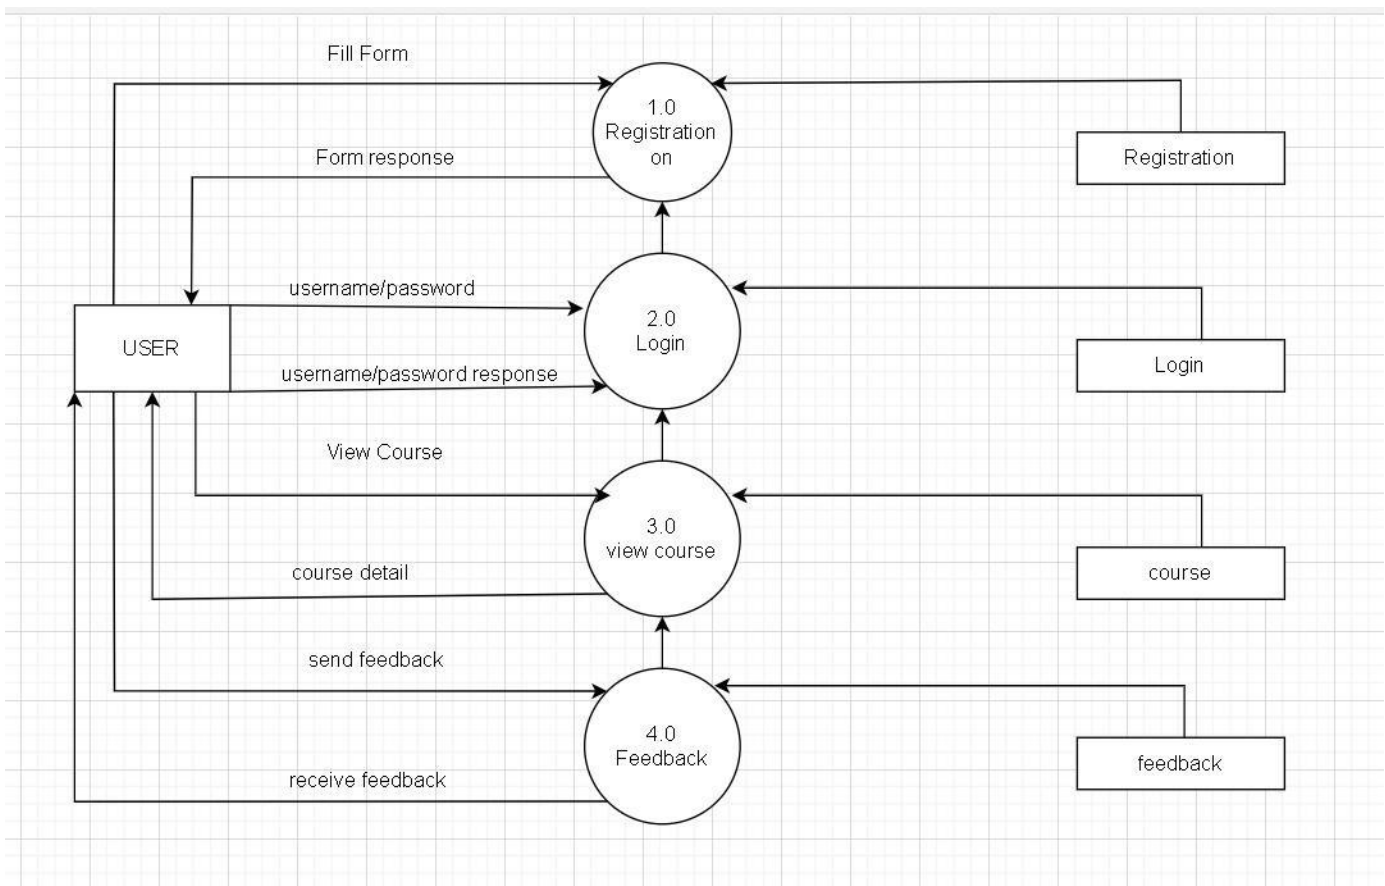 Fill Form
1.0
Registration
on
Registration
Form response
username/password
2.0
Login
USER
Login
username/password response
View Course
3.0
view course
course detail
course
send feedback
4.0
Feedback
feedback
receive feedback